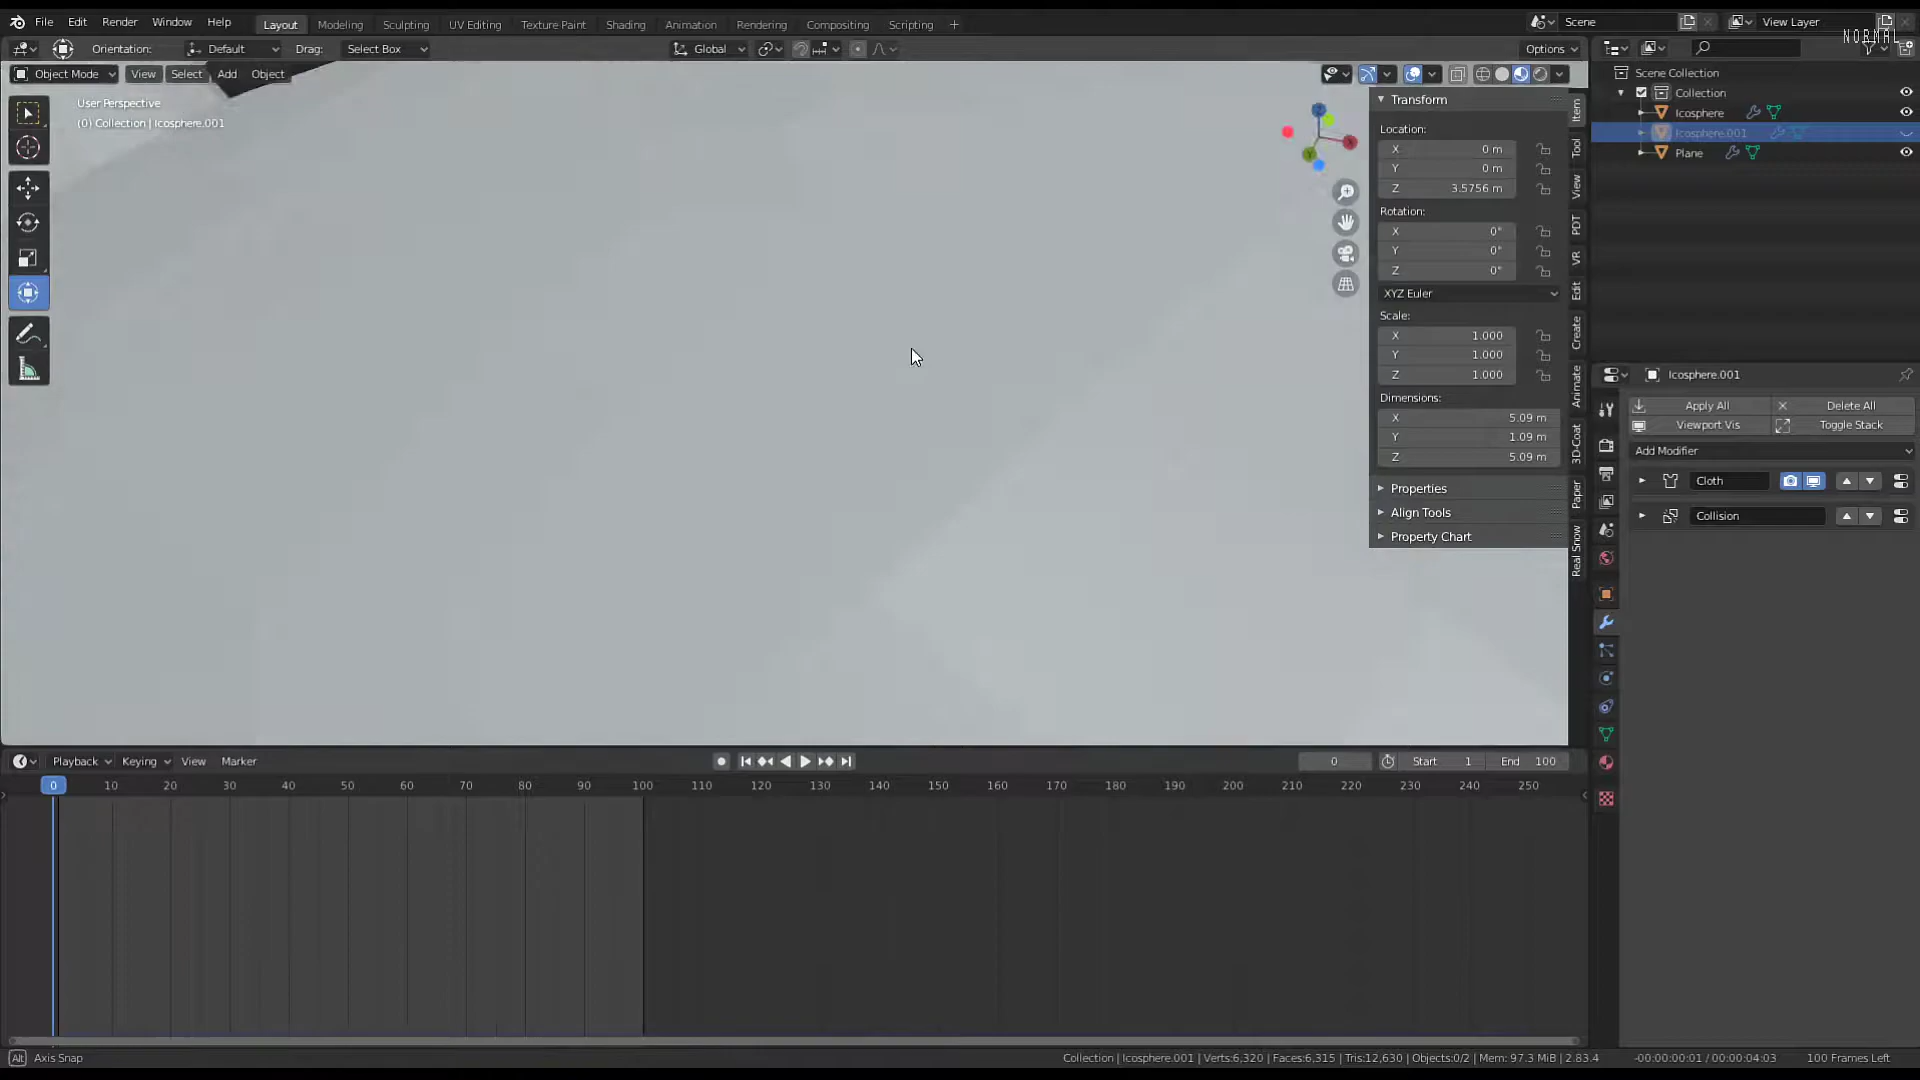 File Edit Render Window Help Layout Modeling Sculpting UV Editing Texture Paint Shading Animation Rendering Compositing Scripting + Scene View Layer
NORMAL
Orientation: Default Drag: Select Box Global Options
Object Mode View Select Add Object
User Perspective
(0) Collection | Icosphere.001
Transform
Location:
X 0 m
Y 0 m
Z 3.5756 m
Rotation:
X 0°
Y 0°
Z 0°
XYZ Euler
Scale:
X 1.000
Y 1.000
Z 1.000
Dimensions:
X 5.09 m
Y 1.09 m
Z 5.09 m
Properties
Align Tools
Property Chart
Item
Tool
View
PDT
VR
Edit
Create
Animate
3D-Coat
Paper
Real Snow
Scene Collection
Collection
Icosphere
Icosphere.001
Plane
Icosphere.001
Apply All Delete All
Viewport Vis Toggle Stack
Add Modifier
Cloth
Collision
Playback Keying View Marker 0 Start 1 End 100
0 10 20 30 40 50 60 70 80 90 100 110 120 130 140 150 160 170 180 190 200 210 220 230 240 250
Alt Axis Snap Collection | Icosphere.001 | Verts:6,320 | Faces:6,315 | Tris:12,630 | Objects:0/2 | Mem: 97.3 MiB | 2.83.4 -00:00:00:01 / 00:00:04:03 100 Frames Left